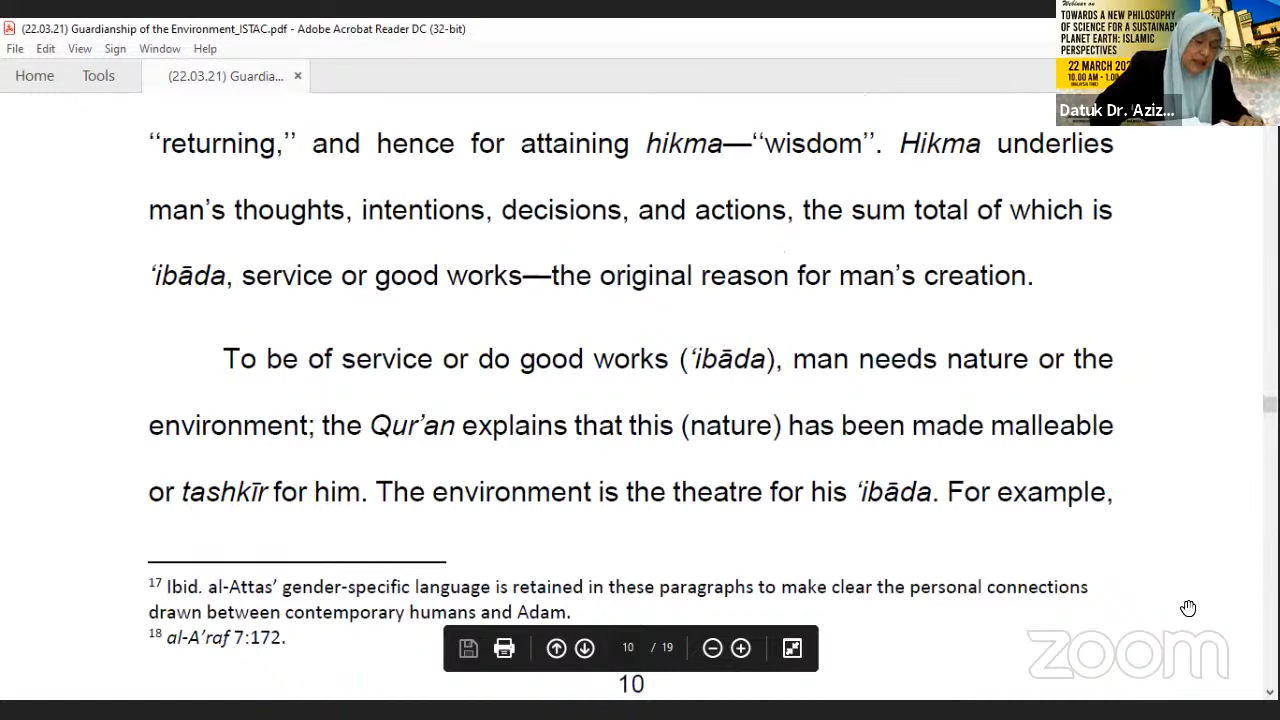 (22.03.21) Guardianship of the Environment_ISTAC.pdf - Adobe Acrobat Reader DC (32-bit)
File Edit View Sign Window Help
Home Tools (22.03.21) Guardia... ×
Webinar on
TOWARDS A NEW PHILOSOPHY
OF SCIENCE FOR A SUSTAINAB
PLANET EARTH: ISLAMIC
PERSPECTIVES
22 MARCH 20
10.00 AM - 1.00
Datuk Dr. 'Aziz...
‘‘returning,’’ and hence for attaining hikma—‘‘wisdom’’. Hikma underlies
man’s thoughts, intentions, decisions, and actions, the sum total of which is
‘ibāda, service or good works—the original reason for man’s creation.
To be of service or do good works (‘ibāda), man needs nature or the
environment; the Qur’an explains that this (nature) has been made malleable
or tashkīr for him. The environment is the theatre for his ‘ibāda. For example,
17 Ibid. al-Attas’ gender-specific language is retained in these paragraphs to make clear the personal connections
drawn between contemporary humans and Adam.
18 al-A’raf 7:172.
10 / 19
zoom
10